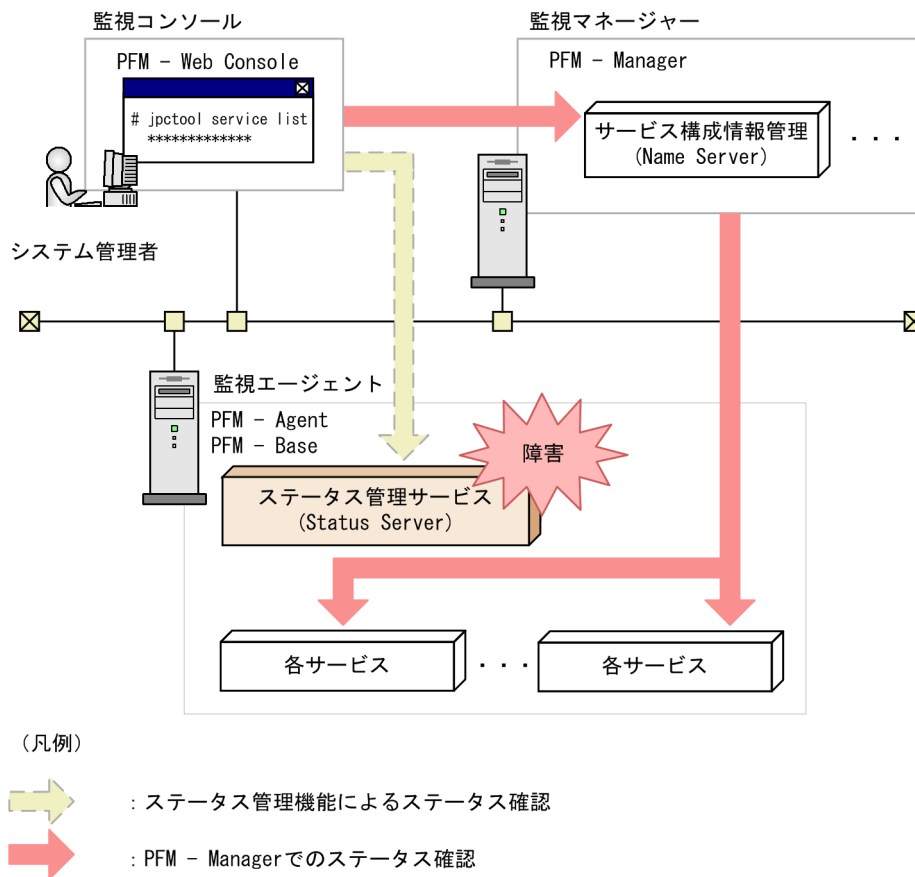 監視コンソール
PFM - Web Console
# jpctool service list
*************
システム管理者
監視マネージャー
PFM - Manager
サービス構成情報管理
(Name Server)
・・・
監視エージェント
PFM - Agent
PFM - Base
障害
ステータス管理サービス
(Status Server)
各サービス
・・・
各サービス
(凡例)
：ステータス管理機能によるステータス確認
：PFM - Managerでのステータス確認